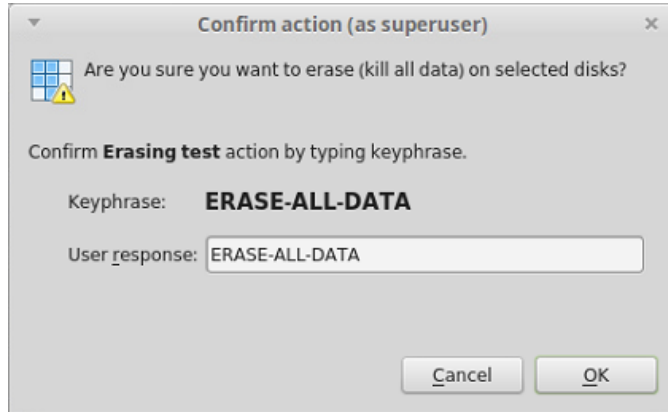 Confirm action (as superuser)
Are you sure you want to erase (kill all data) on selected disks?
Confirm Erasing test action by typing keyphrase.
Keyphrase: ERASE-ALL-DATA
User response: ERASE-ALL-DATA
Cancel OK